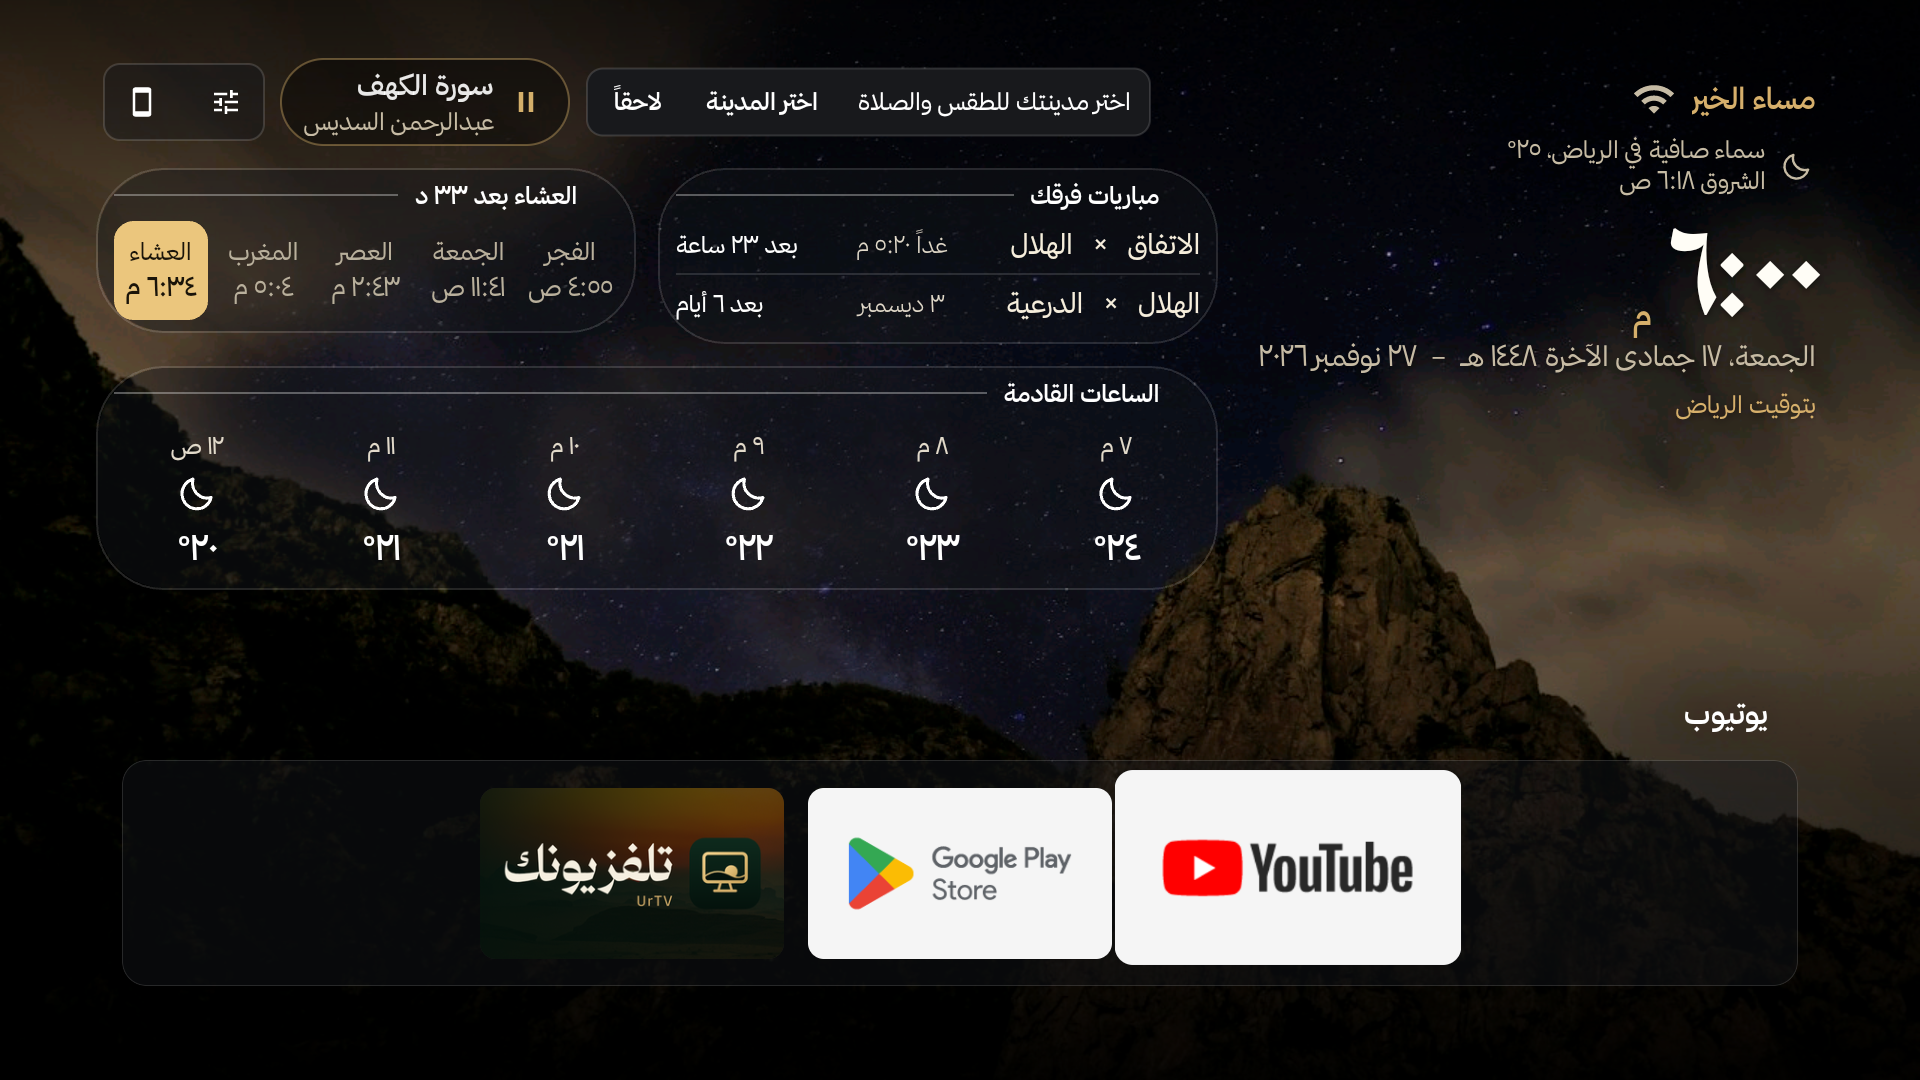 مساء الخير
سماء صافية في الرياض، ٢٥°
الشروق ٦:١٨ ص
٦:٠٠ م
الجمعة، ١٧ جمادى الآخرة ١٤٤٨ هـ – ٢٧ نوفمبر ٢٠٢٦
بتوقيت الرياض
اختر مدينتك للطقس والصلاة اختر المدينة لاحقاً
سورة الكهف
عبدالرحمن السديس
مباريات فرقك
الاتفاق × الهلال غداً ٥:٢٠ م بعد ٢٣ ساعة
الهلال × الدرعية ٣ ديسمبر بعد ٦ أيام
العشاء بعد ٣٣ د
الفجر الجمعة العصر المغرب العشاء
٤:٥٥ ص ١١:٤١ ص ٢:٤٣ م ٥:٠٤ م ٦:٣٤ م
الساعات القادمة
٧ م ٨ م ٩ م ١٠ م ١١ م ١٢ ص
٢٤° ٢٣° ٢٢° ٢١° ٢١° ٢٠°
يوتيوب
YouTube
Google Play
Store
تلفزيونك
UrTV